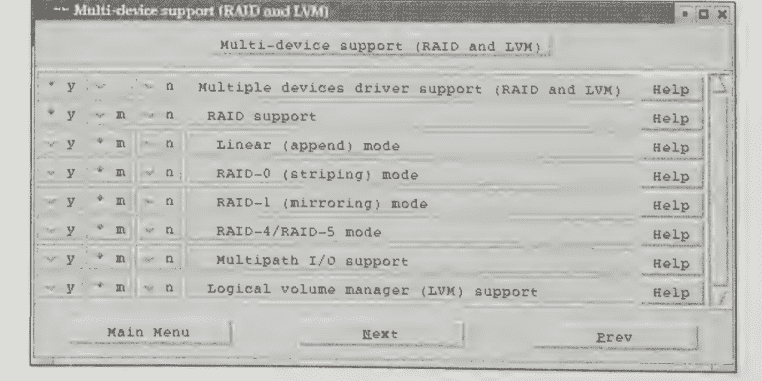 Multi-device support (RAID and LVM)
Multi-device support (RAID and LVM)
y n Multiple devices driver support (RAID and LVM) Help
y m n RAID support Help
y m n Linear (append) mode Help
y m n RAID-0 (striping) mode Help
y m n RAID-1 (mirroring) mode Help
y m n RAID-4/RAID-5 mode Help
y m n Multipath I/O support Help
y m n Logical volume manager (LVM) support Help
Main Menu Next Prev